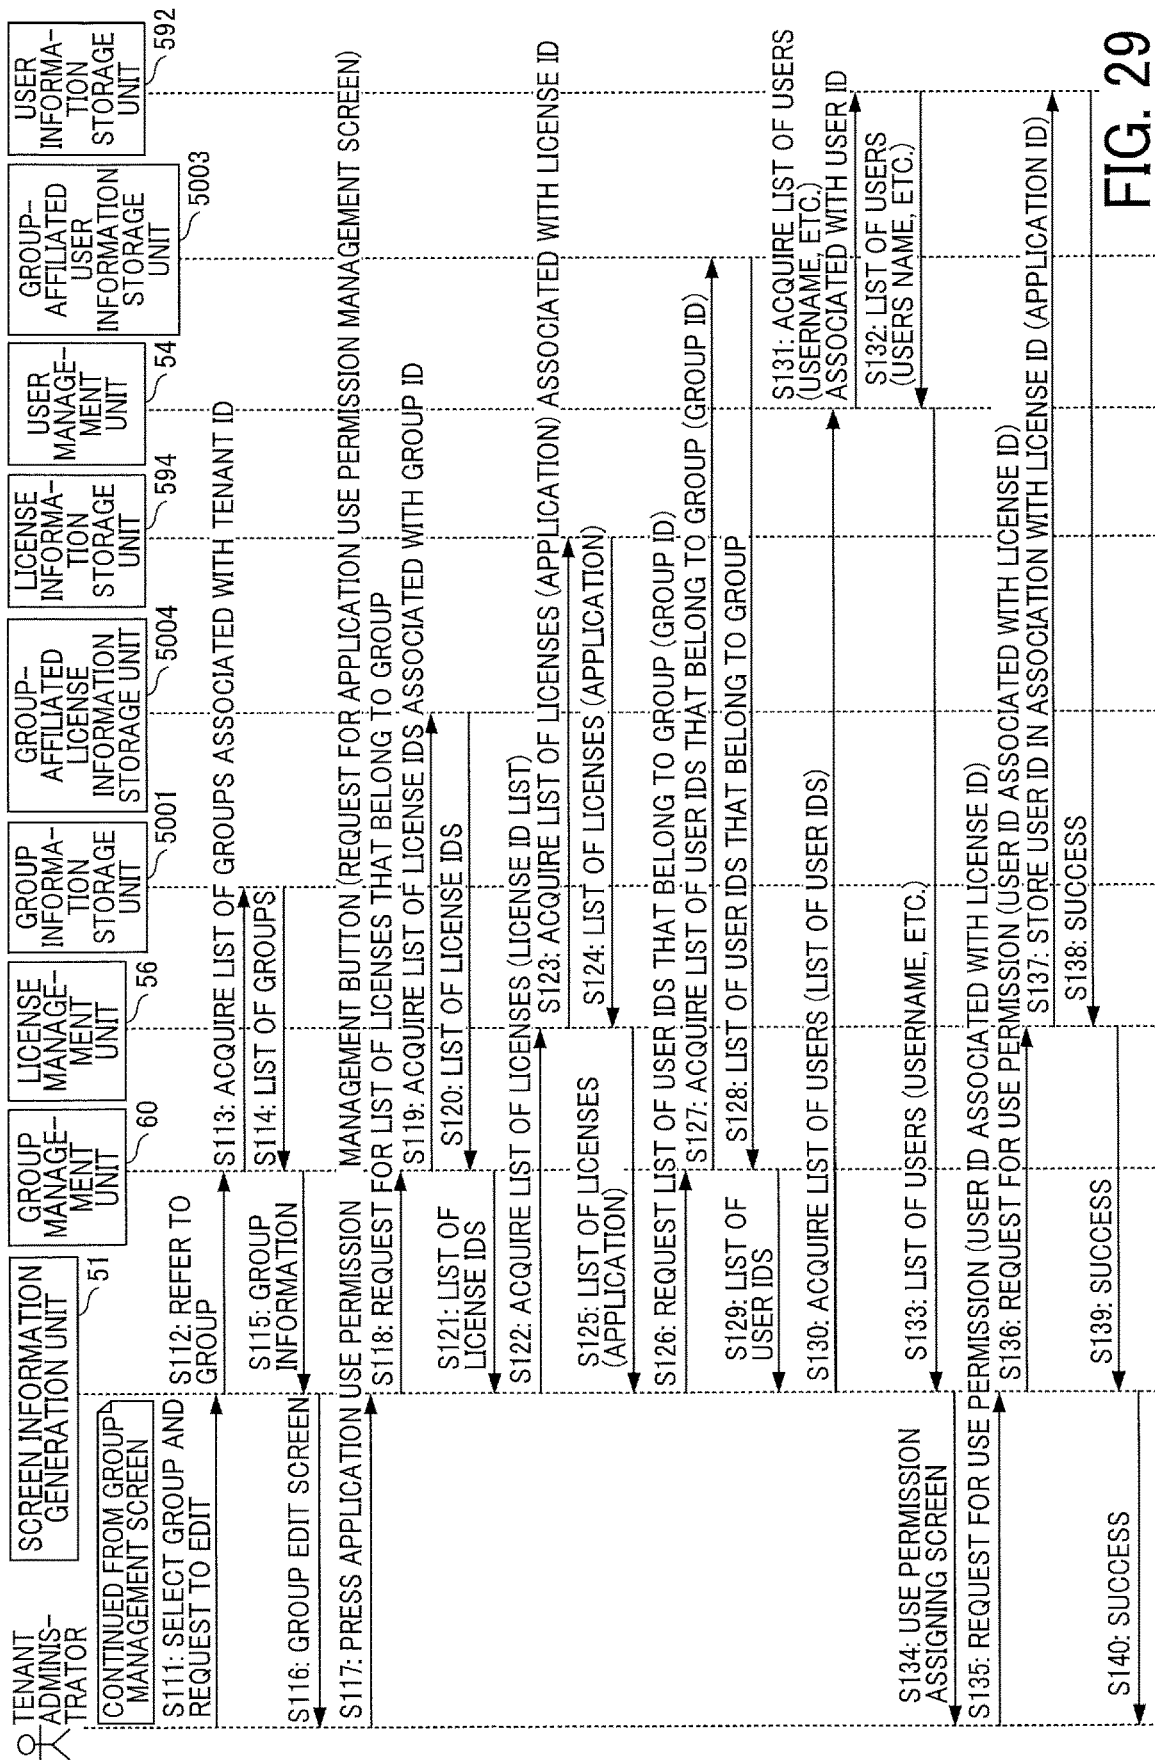 TENANT
ADMINIS-
TRATOR
SCREEN INFORMATION
GENERATION UNIT
51
GROUP
MANAGE-
MENT
UNIT
60
LICENSE
MANAGE-
MENT
UNIT
56
GROUP
INFORMA-
TION
STORAGE
UNIT
5001
GROUP-
AFFILIATED
LICENSE
INFORMATION
STORAGE UNIT
5004
LICENSE
INFORMA-
TION
STORAGE
UNIT
594
USER
MANAGE-
MENT
UNIT
54
GROUP-
AFFILIATED
USER
INFORMATION
STORAGE
UNIT
5003
USER
INFORMA-
TION
STORAGE
UNIT
592
CONTINUED FROM GROUP
MANAGEMENT SCREEN
S111: SELECT GROUP AND
REQUEST TO EDIT
S112: REFER TO
GROUP
S113: ACQUIRE LIST OF GROUPS ASSOCIATED WITH TENANT ID
S114: LIST OF GROUPS
S115: GROUP
INFORMATION
S116: GROUP EDIT SCREEN
S117: PRESS APPLICATION USE PERMISSION MANAGEMENT BUTTON (REQUEST FOR APPLICATION USE PERMISSION MANAGEMENT SCREEN)
S118: REQUEST FOR LIST OF LICENSES THAT BELONG TO GROUP
S119: ACQUIRE LIST OF LICENSE IDS ASSOCIATED WITH GROUP ID
S120: LIST OF LICENSE IDS
S121: LIST OF
LICENSE IDS
S122: ACQUIRE LIST OF LICENSES (LICENSE ID LIST)
S123: ACQUIRE LIST OF LICENSES (APPLICATION) ASSOCIATED WITH LICENSE ID
S124: LIST OF LICENSES (APPLICATION)
S125: LIST OF LICENSES
(APPLICATION)
S126: REQUEST LIST OF USER IDS THAT BELONG TO GROUP (GROUP ID)
S127: ACQUIRE LIST OF USER IDS THAT BELONG TO GROUP (GROUP ID)
S128: LIST OF USER IDS THAT BELONG TO GROUP
S129: LIST OF
USER IDS
S130: ACQUIRE LIST OF USERS (LIST OF USER IDS)
S131: ACQUIRE LIST OF USERS
(USERNAME, ETC.)
ASSOCIATED WITH USER ID
S132: LIST OF USERS
(USERS NAME, ETC.)
S133: LIST OF USERS (USERNAME, ETC.)
S134: USE PERMISSION
ASSIGNING SCREEN
S135: REQUEST FOR USE PERMISSION (USER ID ASSOCIATED WITH LICENSE ID)
S136: REQUEST FOR USE PERMISSION (USER ID ASSOCIATED WITH LICENSE ID)
S137: STORE USER ID IN ASSOCIATION WITH LICENSE ID (APPLICATION ID)
S138: SUCCESS
S139: SUCCESS
S140: SUCCESS
FIG. 29